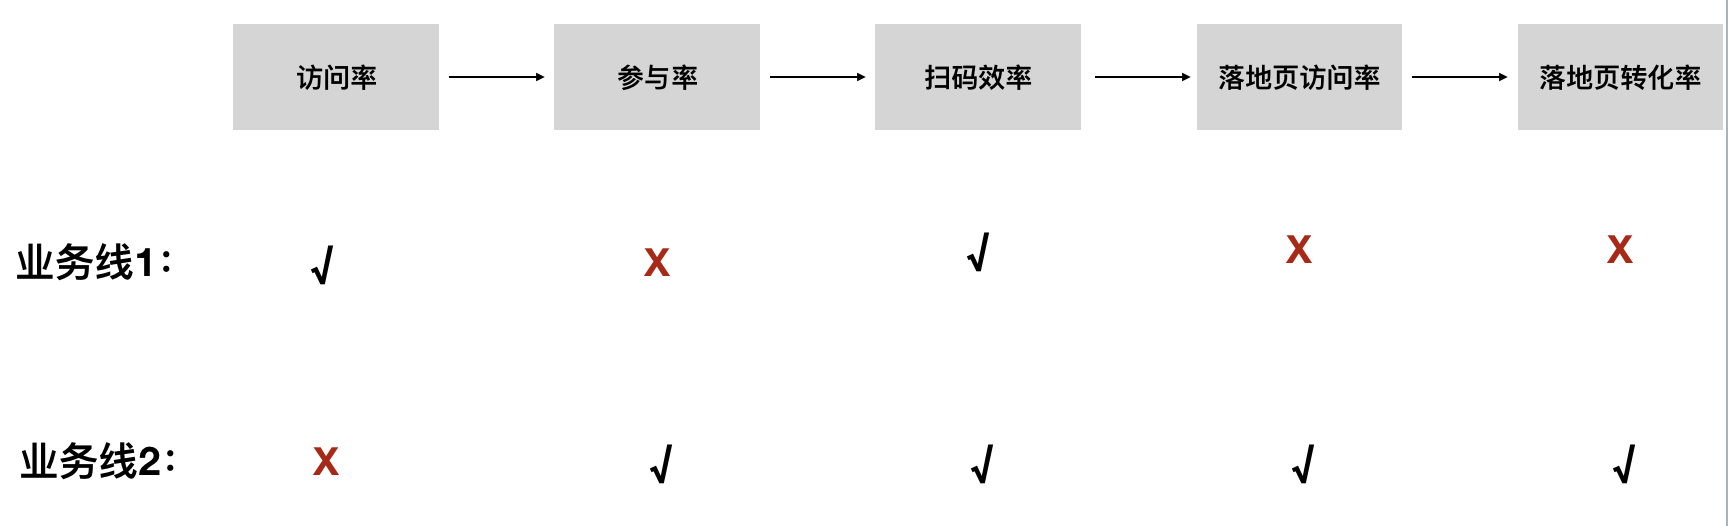 访问率 参与率 扫码效率 落地页访问率 落地页转化率
业务线1: √ X √ X X
业务线2: X √ √ √ √